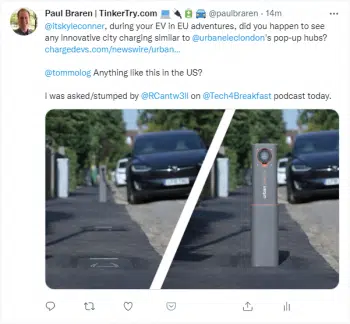 Paul Braren | TinkerTry.com @paulbraren · 14m
@itskyleconner, during your EV in EU adventures, did you happen to see
any innovative city charging similar to @urbaneleclondon's pop-up hubs?
chargedevs.com/newswire/urban...
@tommolog Anything like this in the US?
I was asked/stumped by @RCantw3ll on @Tech4Breakfast podcast today.